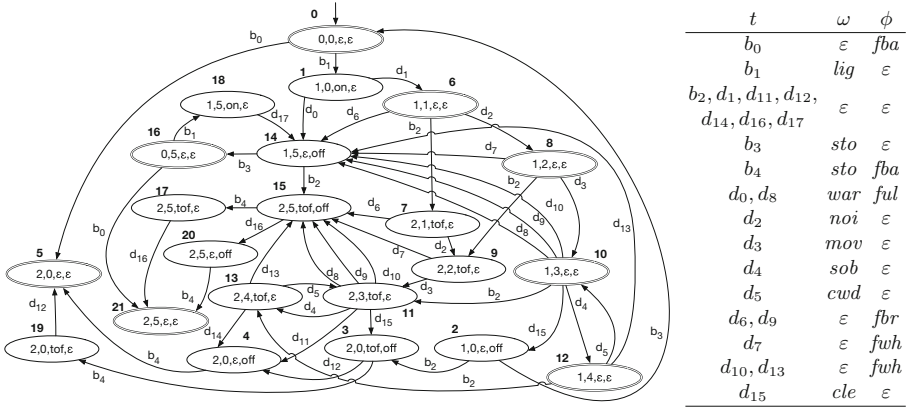 0
0,0,ε,ε
b0
b1
1
1,0,on,ε
d1
6
1,1,ε,ε
18
1,5,on,ε
d17
d0
d6
d2
b2
8
1,2,ε,ε
16
0,5,ε,ε
b1
14
1,5,ε,off
b3
d7
b2
d3
15
b2
17
2,5,tof,ε
b4
2,5,tof,off
7
2,1,tof,ε
d6
d10
d9
d8
d13
b0
d16
20
2,5,ε,off
d16
d2
9
2,2,tof,ε
d7
10
1,3,ε,ε
5
2,0,ε,ε
13
2,4,tof,ε
d13
d8
d9
d10
d3
d5
d4
2,3,tof,ε
11
b2
21
2,5,ε,ε
b4
d12
19
2,0,tof,ε
d14
4
2,0,ε,off
d11
d15
3
2,0,tof,off
2
1,0,ε,off
d15
d4
d5
b3
b4
b4
d12
b2
b2
12
1,4,ε,ε
t ω ϕ
b0 ε fba
b1 lig ε
b2, d1, d11, d12,
d14, d16, d17 ε ε
b3 sto ε
b4 sto fba
d0, d8 war ful
d2 noi ε
d3 mov ε
d4 sob ε
d5 cwd ε
d6, d9 ε fbr
d7 ε fwh
d10, d13 ε fwh
d15 cle ε